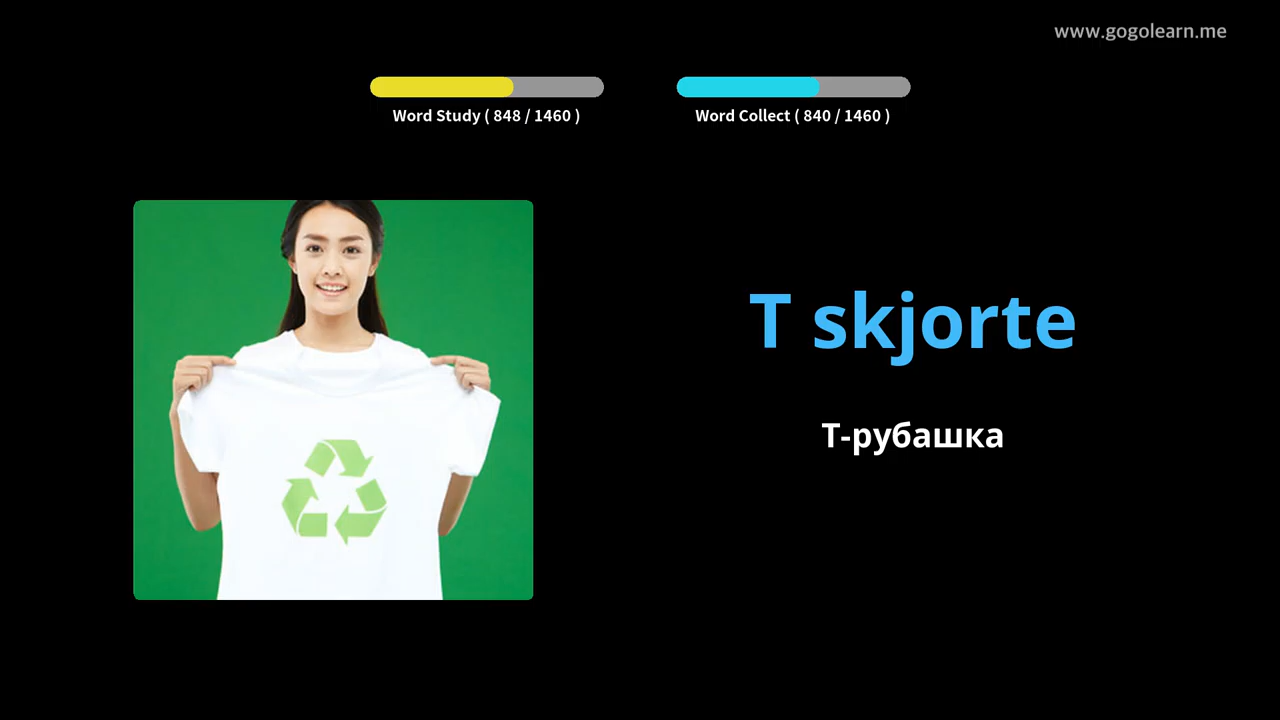 www.gogolearn.me
Word Study ( 848 / 1460 )
Word Collect ( 840 / 1460 )
T skjorte
Т-рубашка